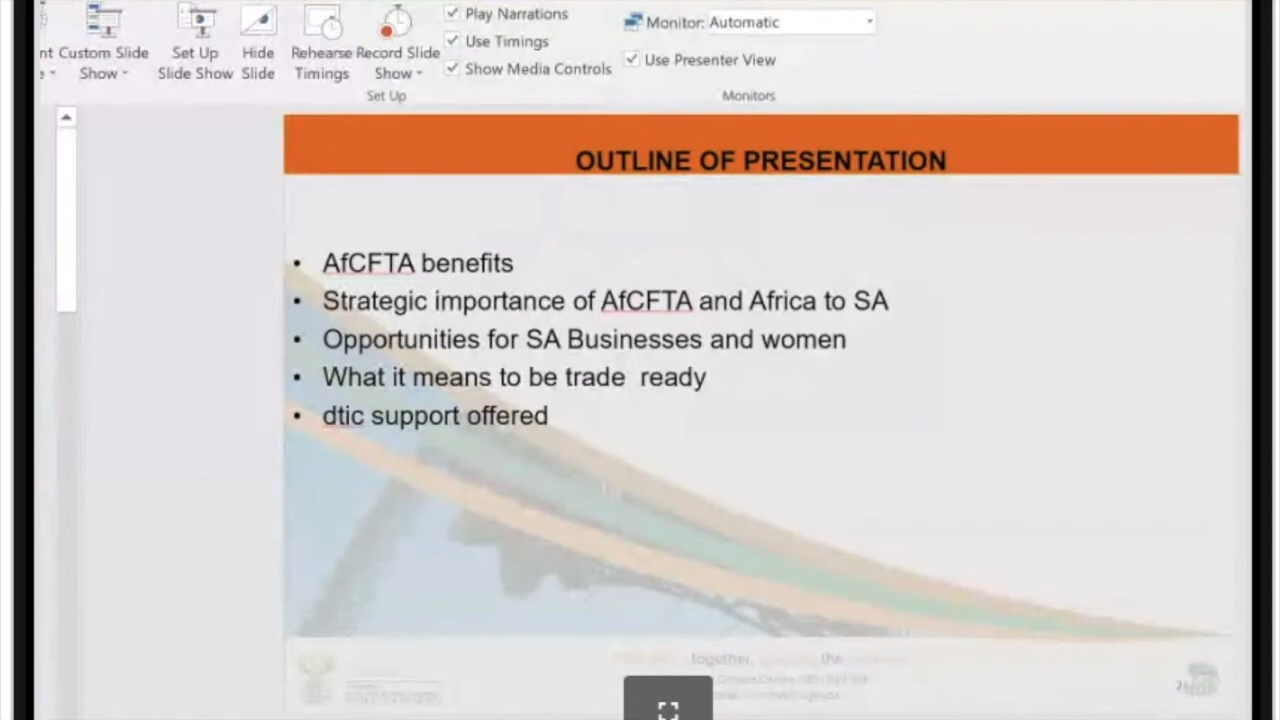 Custom Slide
Show
Set Up
Slide Show
Hide
Slide
Rehearse
Timings
Record Slide
Show
Play Narrations
Use Timings
Show Media Controls
Set Up
Monitor: Automatic
Use Presenter View
Monitors
OUTLINE OF PRESENTATION
• AfCFTA benefits
• Strategic importance of AfCFTA and Africa to SA
• Opportunities for SA Businesses and women
• What it means to be trade  ready
• dtic support offered
together, the
2